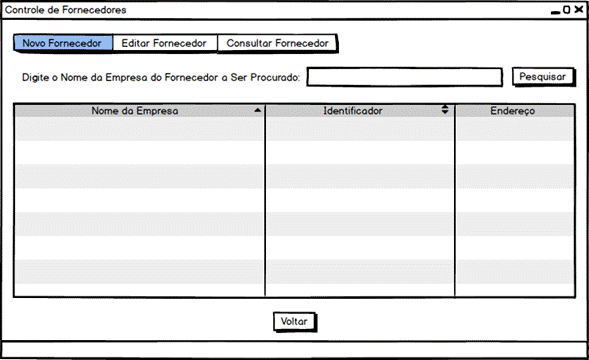 Controle de Fornecedores
Novo Fornecedor Editar Fornecedor Consultar Fornecedor
Digite o Nome da Empresa do Fornecedor a Ser Procurado: Pesquisar
Nome da Empresa Identificador Endereço
Voltar